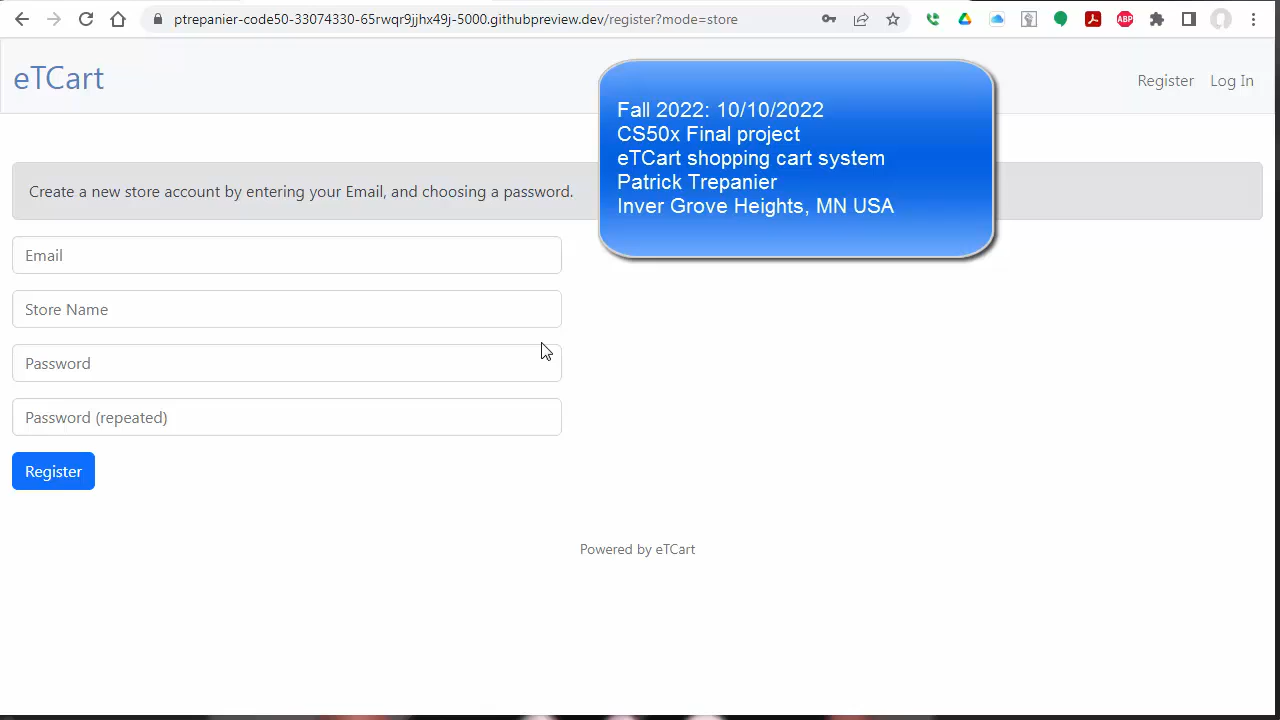 ptrepanier-code50-33074330-65rwqr9jjhx49j-5000.githubpreview.dev/register?mode=store
ABP
eTCart
Register
Log In
Fall 2022: 10/10/2022
CS50x Final project
eTCart shopping cart system
Patrick Trepanier
Inver Grove Heights, MN USA
Create a new store account by entering your Email, and choosing a password.
Email
Store Name
Password
Password (repeated)
Register
Powered by eTCart